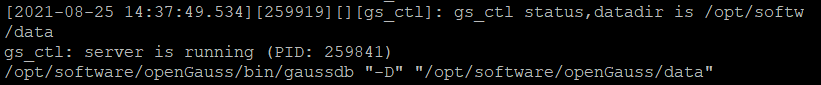 [2021-08-25 14:37:49.534][259919][][gs_ctl]: gs_ctl status,datadir is /opt/softw
/data
gs_ctl: server is running (PID: 259841)
/opt/software/openGauss/bin/gaussdb "-D" "/opt/software/openGauss/data"